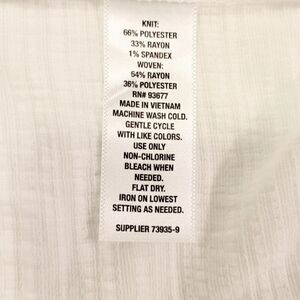 KNIT:
66% POLYESTER
33% RAYON
1% SPANDEX
WOVEN:
64% RAYON
36% POLYESTER
RN# 93677
MADE IN VIETNAM
MACHINE WASH COLD.
GENTLE CYCLE
WITH LIKE COLORS.
USE ONLY
NON-CHLORINE
BLEACH WHEN
NEEDED.
FLAT DRY.
IRON ON LOWEST
SETTING AS NEEDED.
SUPPLIER 73935-9